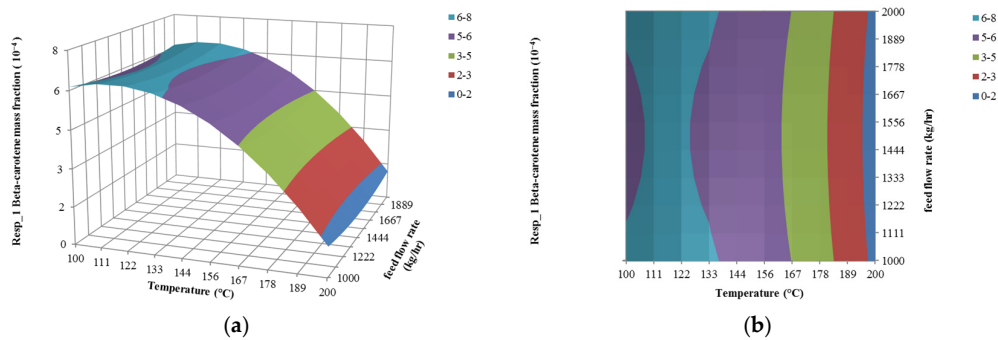 Resp_1 Beta-carotene mass fraction ( 10⁻⁴)
8
6
5
3
2
0
100 111 122 133 144 156 167 178 189 200
Temperature (°C)
1000
1222
1444
1667
1889
feed flow rate
(kg/hr)
6-8
5-6
3-5
2-3
0-2
(a)
Resp_1 Beta-carotene mass fraction (10⁻⁴)
100 111 122 133 144 156 167 178 189 200
Temperature (°C)
2000
1889
1778
1667
1556
1444
1333
1222
1111
1000
feed flow rate (kg/hr)
6-8
5-6
3-5
2-3
0-2
(b)